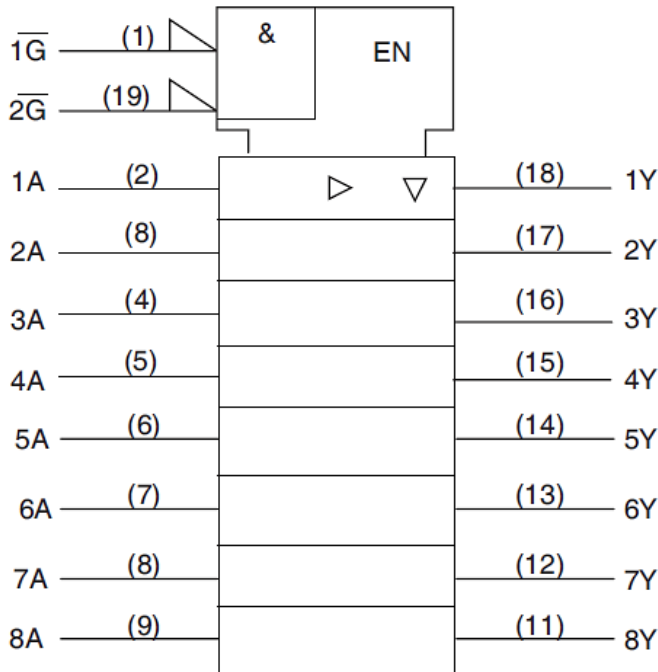 1G̅ (1) & EN
2G̅ (19)
1A (2) (18) 1Y
2A (8) (17) 2Y
3A (4) (16) 3Y
4A (5) (15) 4Y
5A (6) (14) 5Y
6A (7) (13) 6Y
7A (8) (12) 7Y
8A (9) (11) 8Y